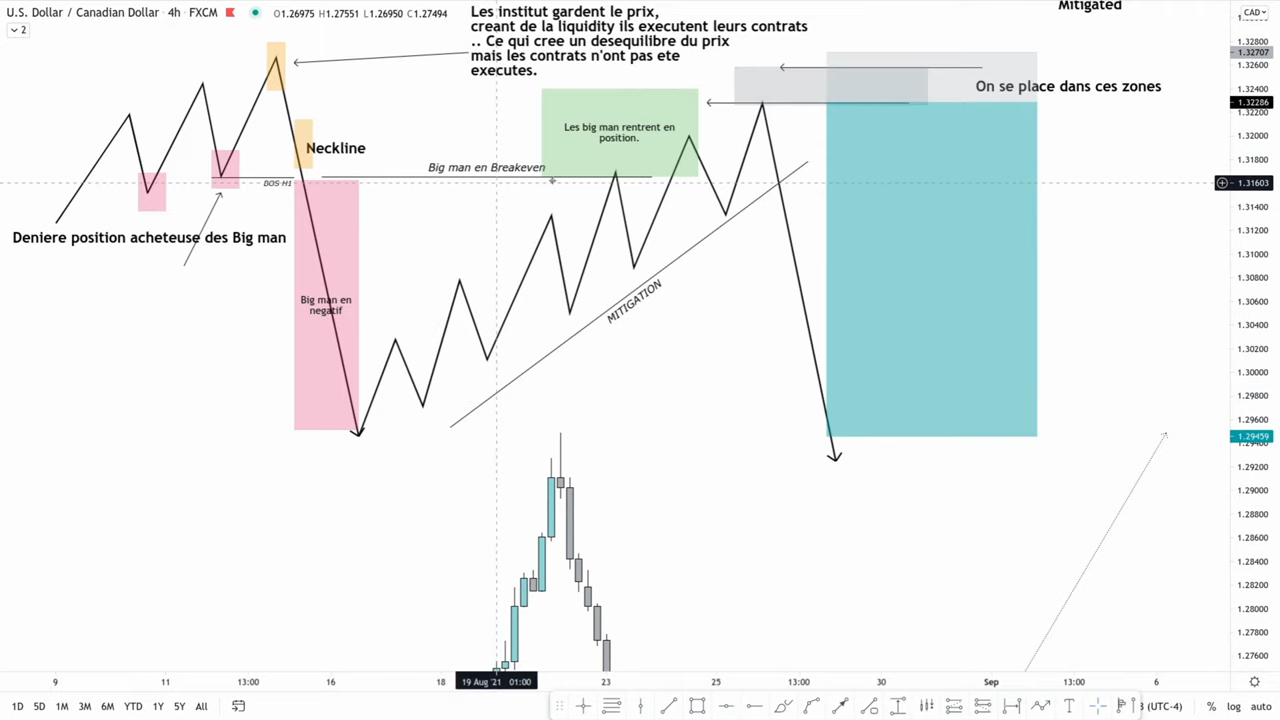 U.S. Dollar / Canadian Dollar · 4h · FXCM
O1.26975 H1.27551 L1.26950 C1.27494
2
Les institut gardent le prix,
creant de la liquidity ils executent leurs contrats
.. Ce qui cree un desequilibre du prix
mais les contrats n'ont pas ete
executes.
Mitigated
CAD
On se place dans ces zones
Les big man rentrent en
position.
Neckline
Big man en Breakeven
BOS H1
Deniere position acheteuse des Big man
Big man en
negatif
MITIGATION
1.32800
1.32707
1.32600
1.32400
1.32286
1.32000
1.31800
1.31603
1.31400
1.31200
1.31000
1.30800
1.30600
1.30400
1.30200
1.30000
1.29800
1.29600
1.29459
1.29200
1.29000
1.28800
1.28600
1.28400
1.28200
1.28000
1.27800
1.27600
9 11 13:00 16 18 19 Aug '21 01:00 23 25 13:00 30 Sep 13:00 6
1D 5D 1M 3M 6M YTD 1Y 5Y All
(UTC-4) % log auto